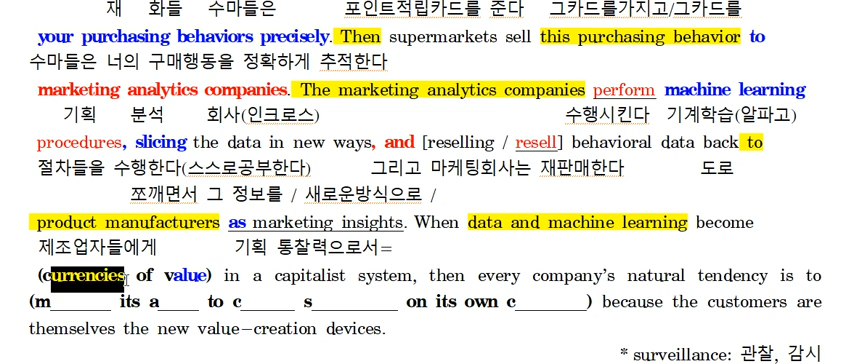 재 화들 수마들은 포인트적립카드를 준다 그카드를가지고/그카드를
your purchasing behaviors precisely. Then supermarkets sell this purchasing behavior to
수마들은 너의 구매행동을 정확하게 추적한다
marketing analytics companies. The marketing analytics companies perform machine learning
기획 분석 회사(인크로스) 수행시킨다 기계학습(알파고)
procedures, slicing the data in new ways, and [reselling / resell] behavioral data back to
절차들을 수행한다(스스로공부한다) 그리고 마케팅회사는 재판매한다 도로
쪼깨면서 그 정보를 / 새로운방식으로 /
product manufacturers as marketing insights. When data and machine learning become
제조업자들에게 기획 통찰력으로서=
(currencies of value) in a capitalist system, then every company's natural tendency is to
(m______ its a____ to c_____ s________ on its own c_______) because the customers are
themselves the new value-creation devices.
* surveillance: 관찰, 감시